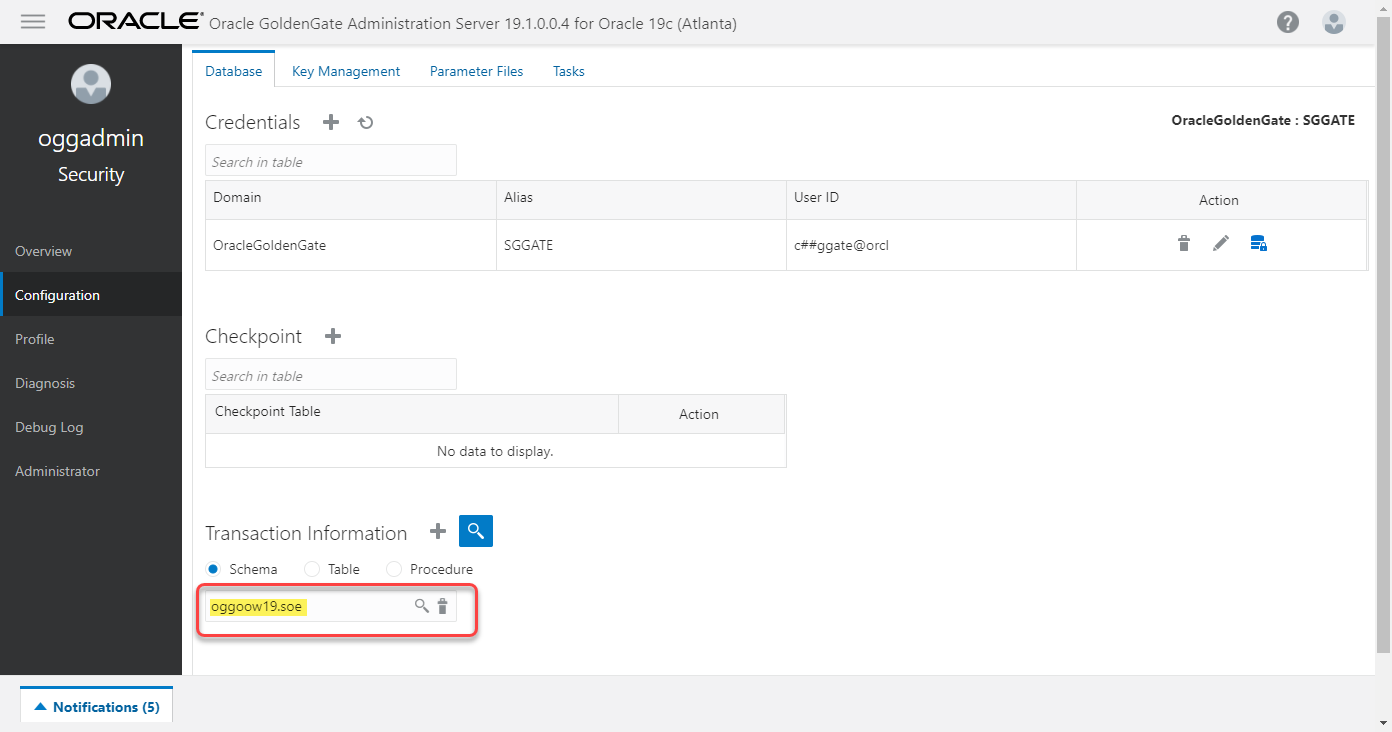 ORACLE® Oracle GoldenGate Administration Server 19.1.0.0.4 for Oracle 19c (Atlanta)
oggadmin
Security
Overview
Configuration
Profile
Diagnosis
Debug Log
Administrator
Database Key Management Parameter Files Tasks
Credentials OracleGoldenGate : SGGATE
Search in table
Domain Alias User ID Action
OracleGoldenGate SGGATE c##ggate@orcl
Checkpoint
Search in table
Checkpoint Table Action
No data to display.
Transaction Information
Schema Table Procedure
oggoow19.soe
Notifications (5)